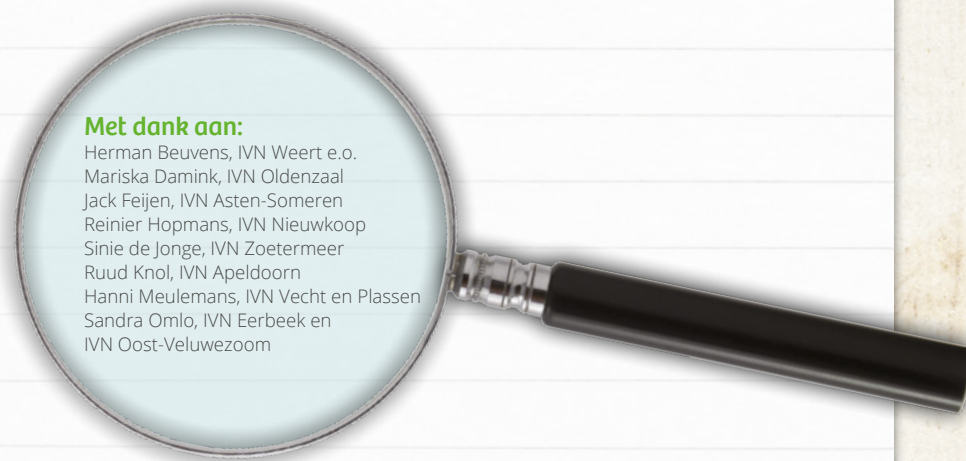 Met dank aan:
Herman Beuvens, IVN Weert e.o.
Mariska Damink, IVN Oldenzaal
Jack Feijen, IVN Asten-Someren
Reinier Hopmans, IVN Nieuwkoop
Sinie de Jonge, IVN Zoetermeer
Ruud Knol, IVN Apeldoorn
Hanni Meulemans, IVN Vecht en Plassen
Sandra Omlo, IVN Eerbeek en
IVN Oost-Veluwezoom